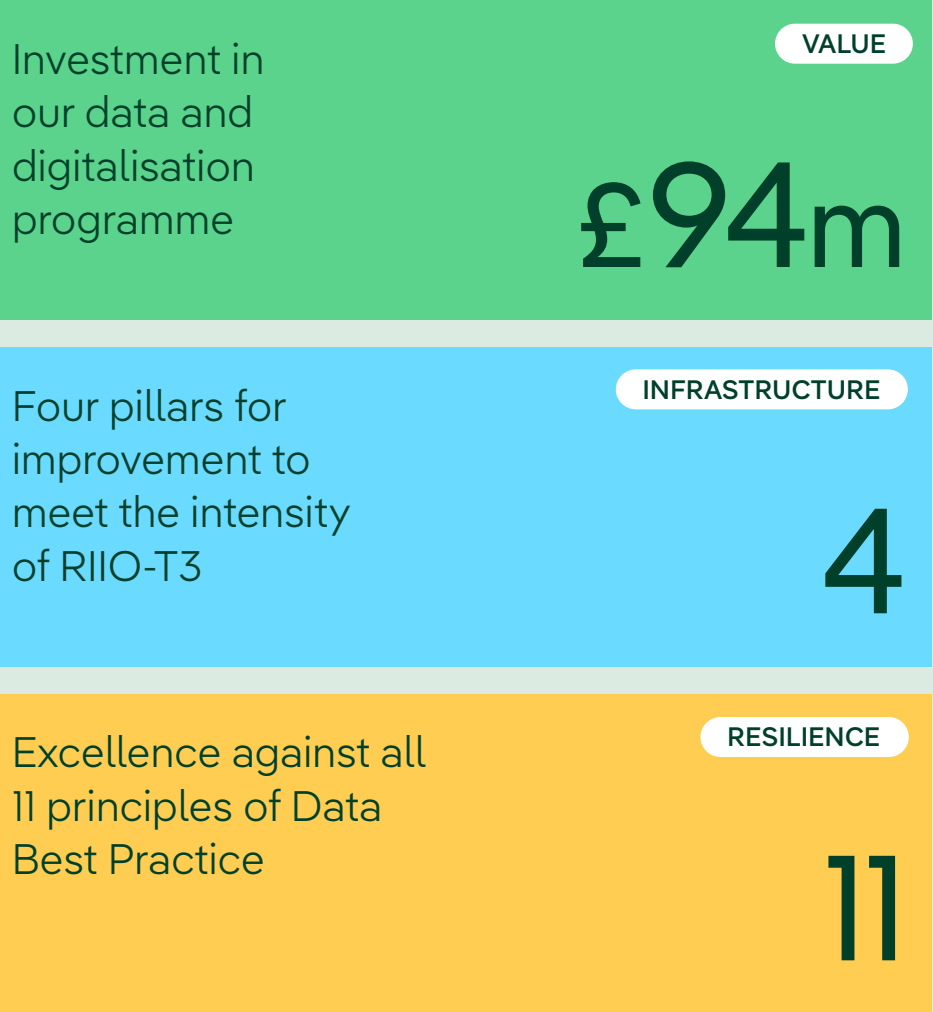 Investment in
our data and
digitalisation
programme
VALUE
£94m
Four pillars for
improvement to
meet the intensity
of RIIO-T3
INFRASTRUCTURE
4
Excellence against all
11 principles of Data
Best Practice
RESILIENCE
11